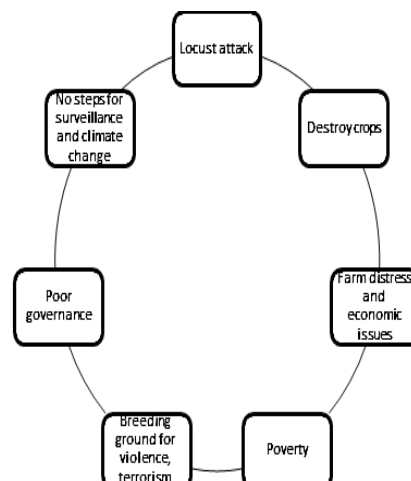 Locust attack
Destroy crops
Farm distress
and
economic
issues
Poverty
Breeding
ground for
violence,
terrorism
Poor
governance
No steps for
surveillance
and climate
change